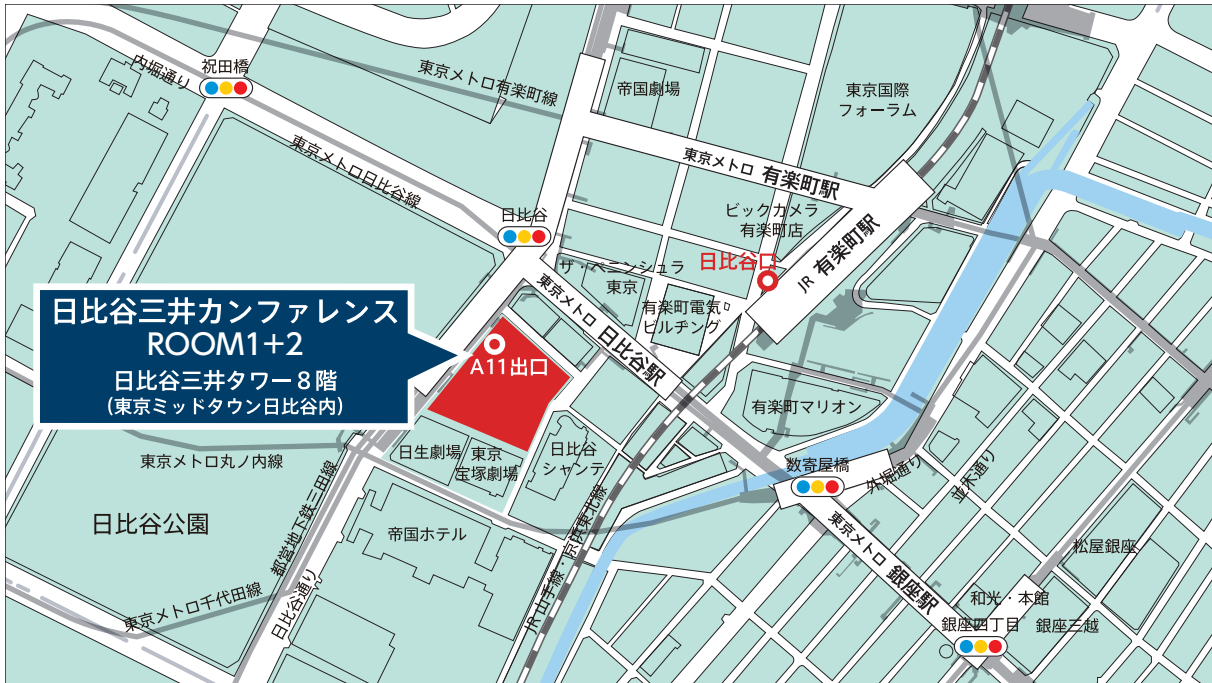 内堀通り
祝田橋
東京メトロ有楽町線
帝国劇場
東京国際
フォーラム
東京メトロ日比谷線
東京メトロ 有楽町駅
日比谷
ビックカメラ
有楽町店
JR 有楽町駅
日比谷口
ザ・ペニンシュラ
東京
有楽町電気
ビルヂング
東京メトロ 日比谷駅
日比谷三井カンファレンス
ROOM1+2
日比谷三井タワー８階
(東京ミッドタウン日比谷内)
A11出口
有楽町マリオン
東京メトロ丸ノ内線
日生劇場
東京
宝塚劇場
日比谷
シャンテ
数寄屋橋
外堀通り
並木通り
日比谷公園
都営地下鉄三田線
帝国ホテル
JR山手線・京浜東北線
東京メトロ 銀座駅
松屋銀座
東京メトロ千代田線
日比谷通り
和光・本館
銀座四丁目
銀座三越